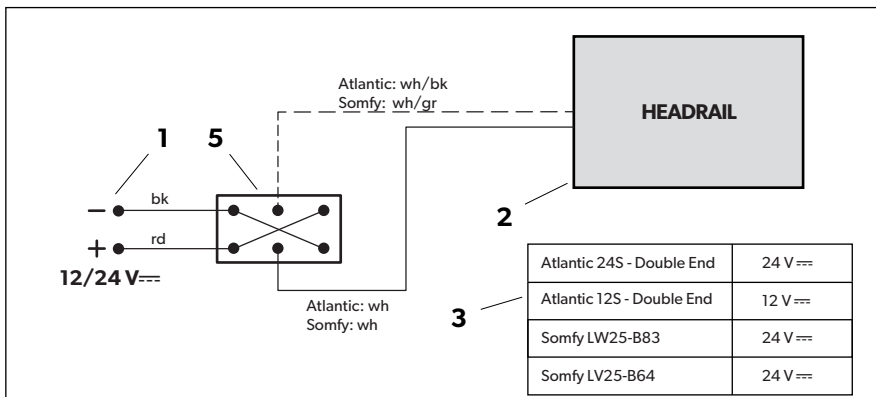 Atlantic: wh/bk
Somfy: wh/gr
HEADRAIL
1
5
bk
2
rd
12/24 V⎓
Atlantic: wh
Somfy: wh
3
Atlantic 24S - Double End 24 V⎓
Atlantic 12S - Double End 12 V⎓
Somfy LW25-B83 24 V⎓
Somfy LV25-B64 24 V⎓